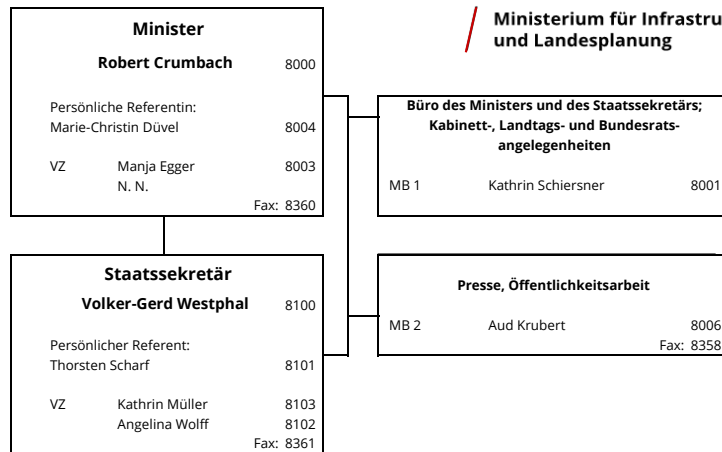 Ministerium für Infrastru
und Landesplanung
Minister
Robert Crumbach 8000
Persönliche Referentin:
Marie-Christin Düvel 8004
VZ Manja Egger 8003
N. N.
Fax: 8360
Büro des Ministers und des Staatssekretärs;
Kabinett-, Landtags- und Bundesrats-
angelegenheiten
MB 1 Kathrin Schiersner 8001
Staatssekretär
Volker-Gerd Westphal 8100
Persönlicher Referent:
Thorsten Scharf 8101
VZ Kathrin Müller 8103
Angelina Wolff 8102
Fax: 8361
Presse, Öffentlichkeitsarbeit
MB 2 Aud Krubert 8006
Fax: 8358